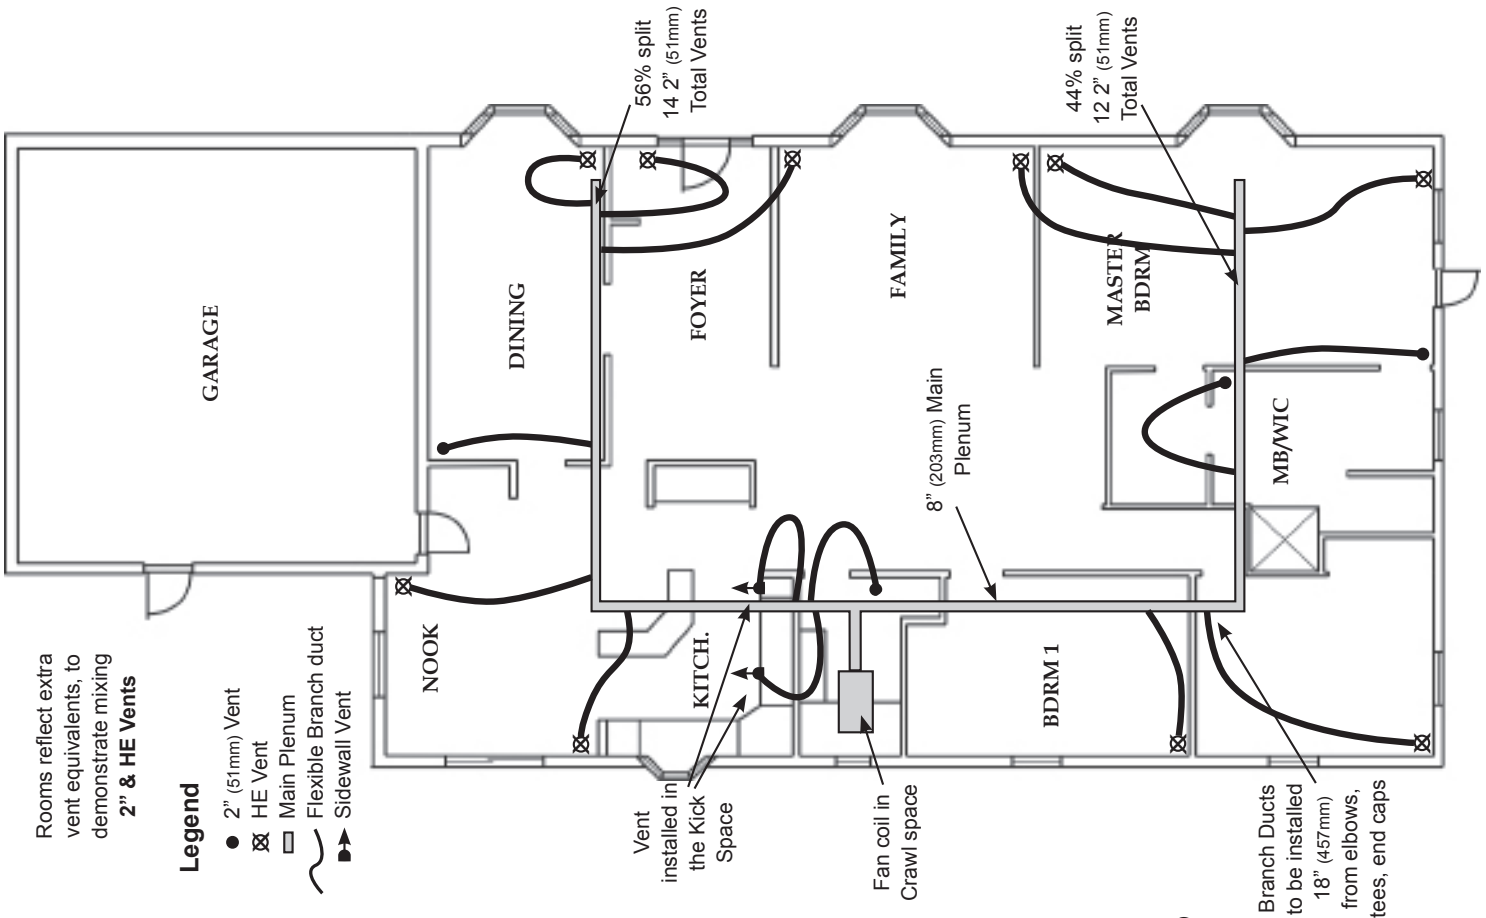 Rooms reflect extra
vent equivalents, to
demonstrate mixing
2” & HE Vents
Legend
2” (51mm) Vent
HE Vent
Main Plenum
Flexible Branch duct
Sidewall Vent
GARAGE
DINING
NOOK
FOYER
KITCH.
FAMILY
BDRM 1
MASTER
BDRM
MB/WIC
56% split
14 2” (51mm)
Total Vents
44% split
12 2” (51mm)
Total Vents
8” (203mm) Main
Plenum
Vent
installed in
the Kick
Space
Fan coil in
Crawl space
Branch Ducts
to be installed
18” (457mm)
from elbows,
tees, end caps